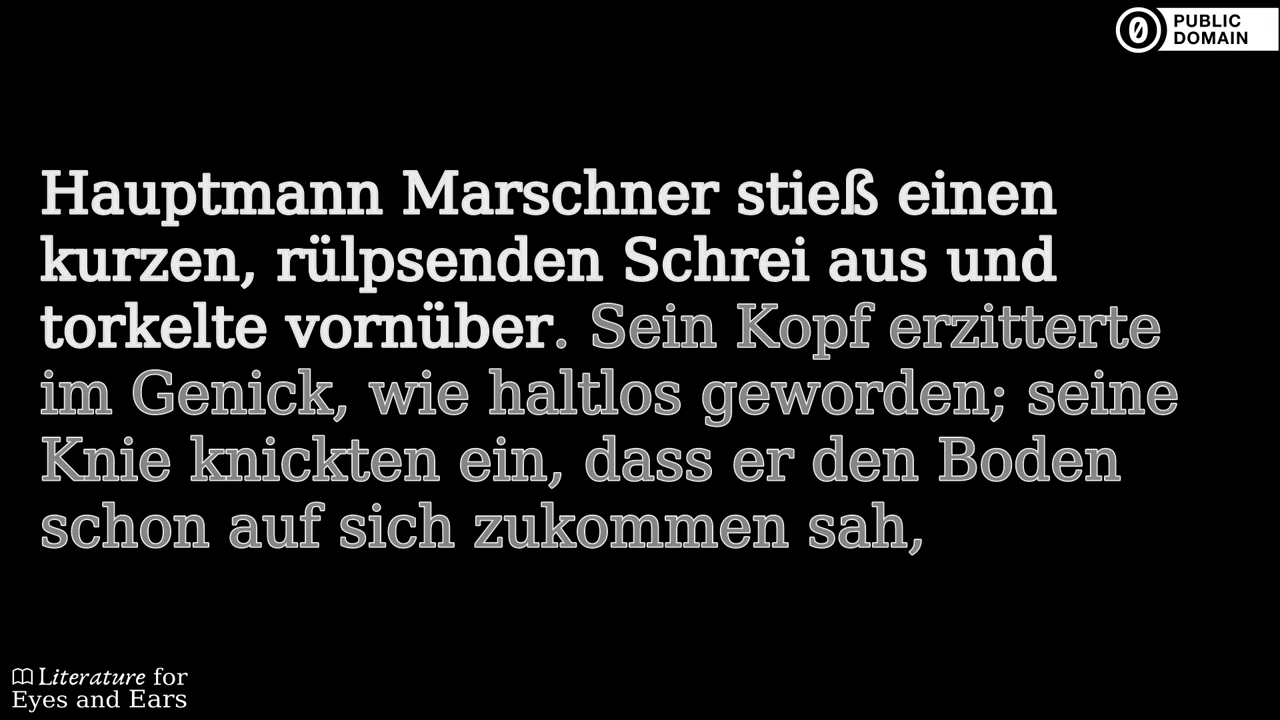 PUBLIC
DOMAIN
Hauptmann Marschner stieß einen
kurzen, rülpsenden Schrei aus und
torkelte vornüber. Sein Kopf erzitterte
im Genick, wie haltlos geworden; seine
Knie knickten ein, dass er den Boden
schon auf sich zukommen sah,
Literature for
Eyes and Ears